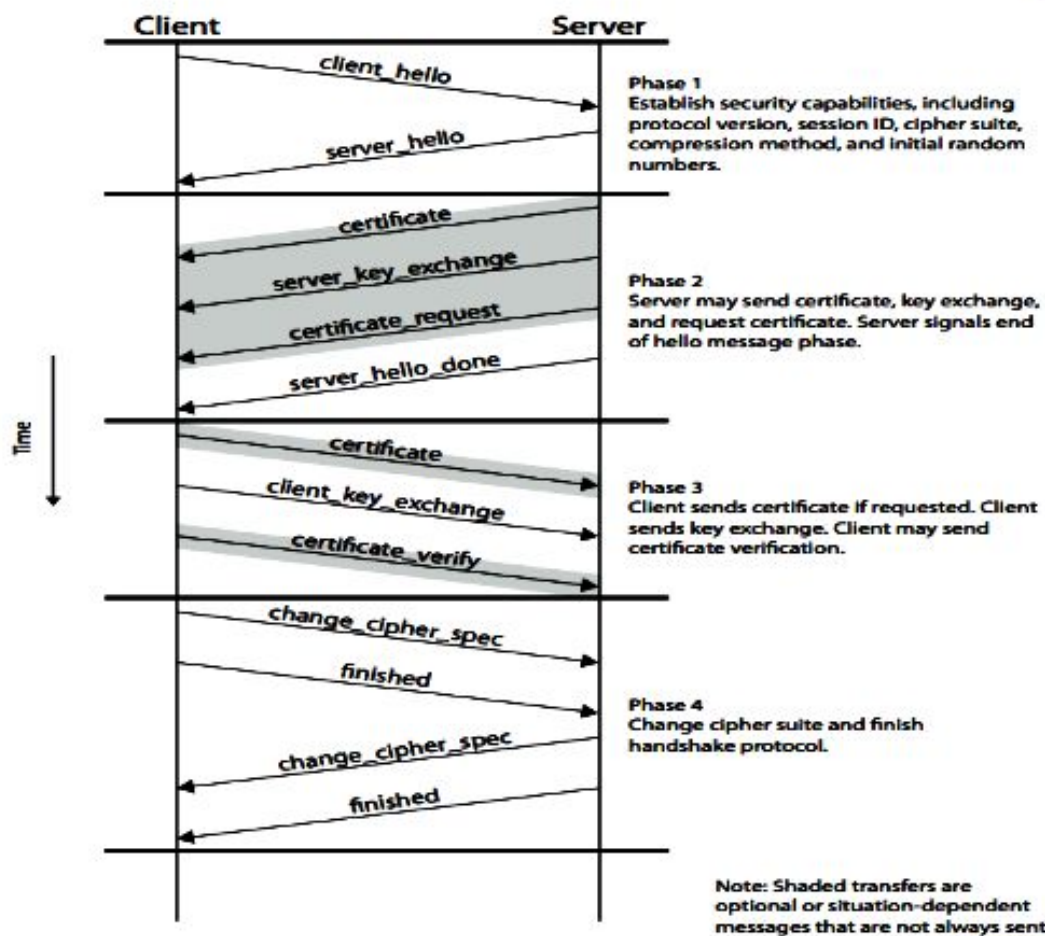 Client Server
client_hello
Phase 1
Establish security capabilities, including
protocol version, session ID, cipher suite,
compression method, and initial random
numbers.
server_hello
certificate
server_key_exchange
certificate_request
server_hello_done
Phase 2
Server may send certificate, key exchange,
and request certificate. Server signals end
of hello message phase.
Time
certificate
client_key_exchange
certificate_verify
Phase 3
Client sends certificate if requested. Client
sends key exchange. Client may send
certificate verification.
change_cipher_spec
finished
change_cipher_spec
finished
Phase 4
Change cipher suite and finish
handshake protocol.
Note: Shaded transfers are
optional or situation-dependent
messages that are not always sent